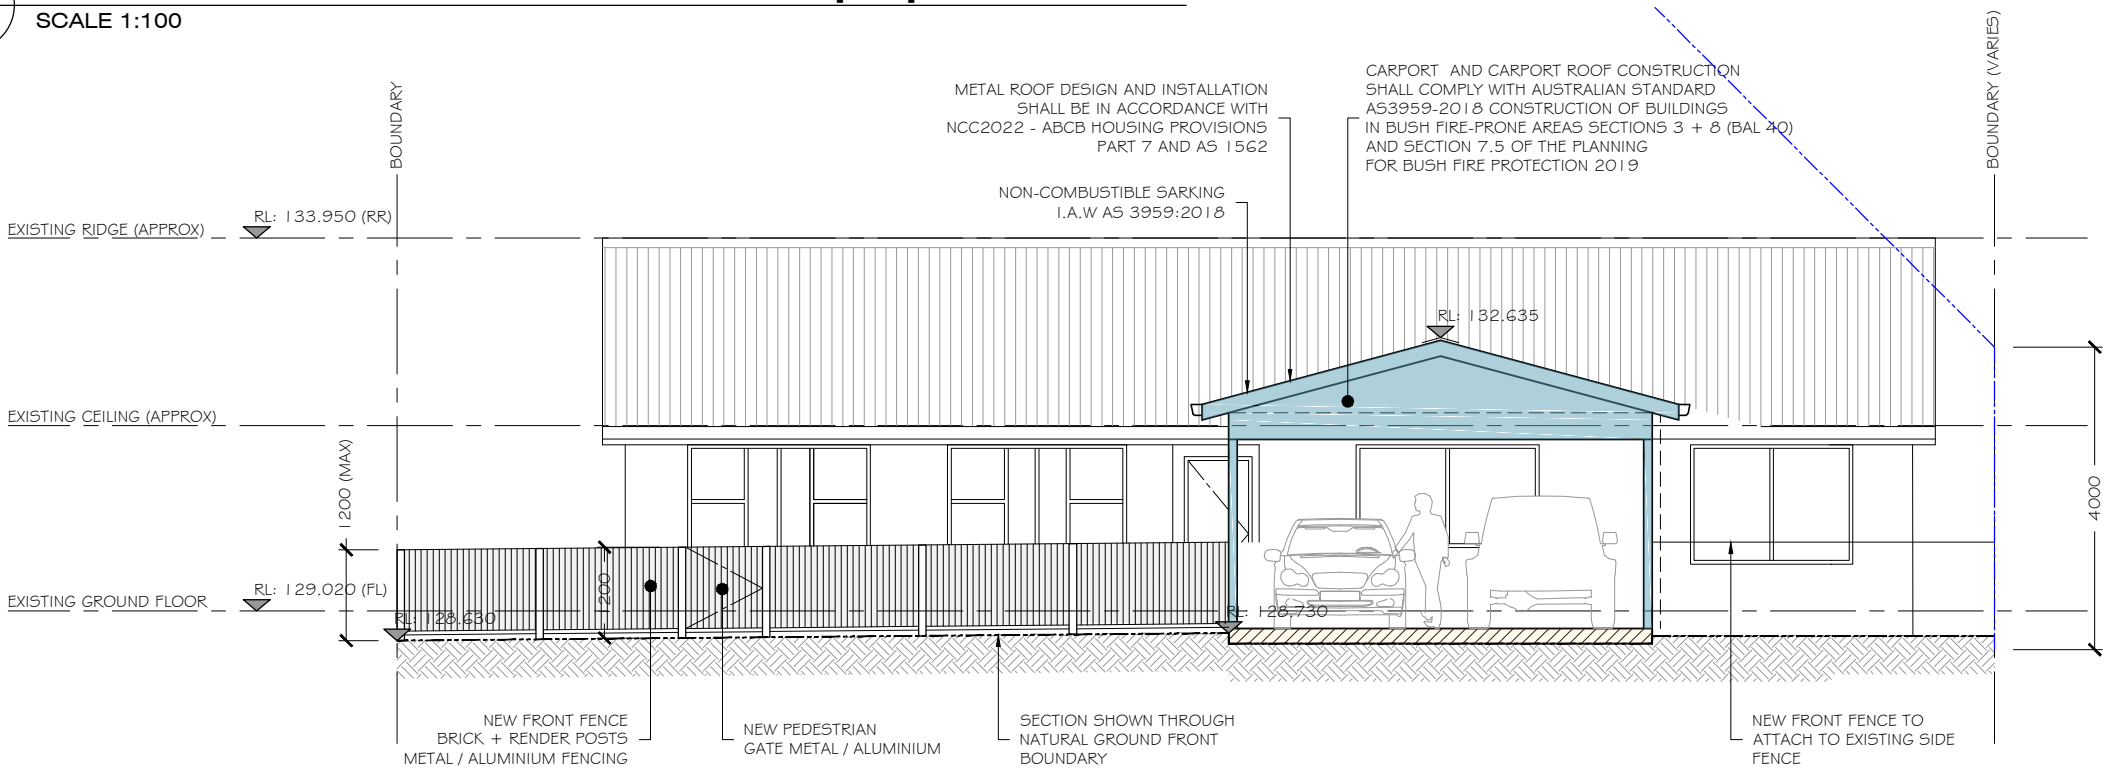 SCALE 1:100
BOUNDARY
BOUNDARY (VARIES)
METAL ROOF DESIGN AND INSTALLATION
SHALL BE IN ACCORDANCE WITH
NCC2022 - ABCB HOUSING PROVISIONS
PART 7 AND AS 1562
CARPORT AND CARPORT ROOF CONSTRUCTION
SHALL COMPLY WITH AUSTRALIAN STANDARD
AS3959-2018 CONSTRUCTION OF BUILDINGS
IN BUSH FIRE-PRONE AREAS SECTIONS 3 + 8 (BAL 40)
AND SECTION 7.5 OF THE PLANNING
FOR BUSH FIRE PROTECTION 2019
NON-COMBUSTIBLE SARKING
I.A.W AS 3959:2018
EXISTING RIDGE (APPROX)
RL: 133.950 (RR)
RL: 132.635
EXISTING CEILING (APPROX)
1200 (MAX)
4000
EXISTING GROUND FLOOR
RL: 129.020 (FL)
1200
RL: 128.630
RL: 128.730
NEW FRONT FENCE
BRICK + RENDER POSTS
METAL / ALUMINIUM FENCING
NEW PEDESTRIAN
GATE METAL / ALUMINIUM
SECTION SHOWN THROUGH
NATURAL GROUND FRONT
BOUNDARY
NEW FRONT FENCE TO
ATTACH TO EXISTING SIDE
FENCE